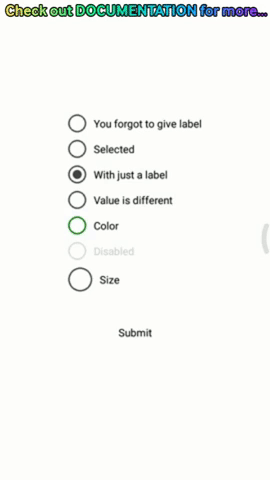 Check out DOCUMENTATION for more...
You forgot to give label
Selected
With just a label
Value is different
Color
Disabled
Size
Submit